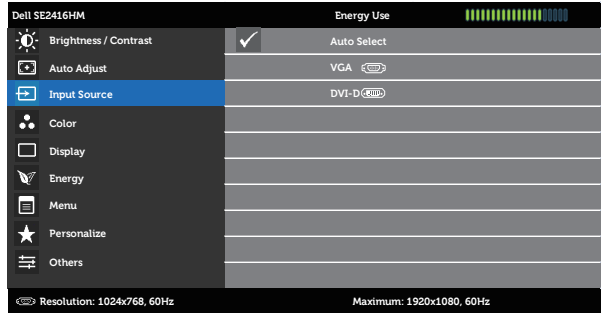 Dell SE2416HM Energy Use
Brightness / Contrast Auto Select
Auto Adjust VGA
Input Source DVI-D
Color
Display
Energy
Menu
Personalize
Others
Resolution: 1024x768, 60Hz Maximum: 1920x1080, 60Hz